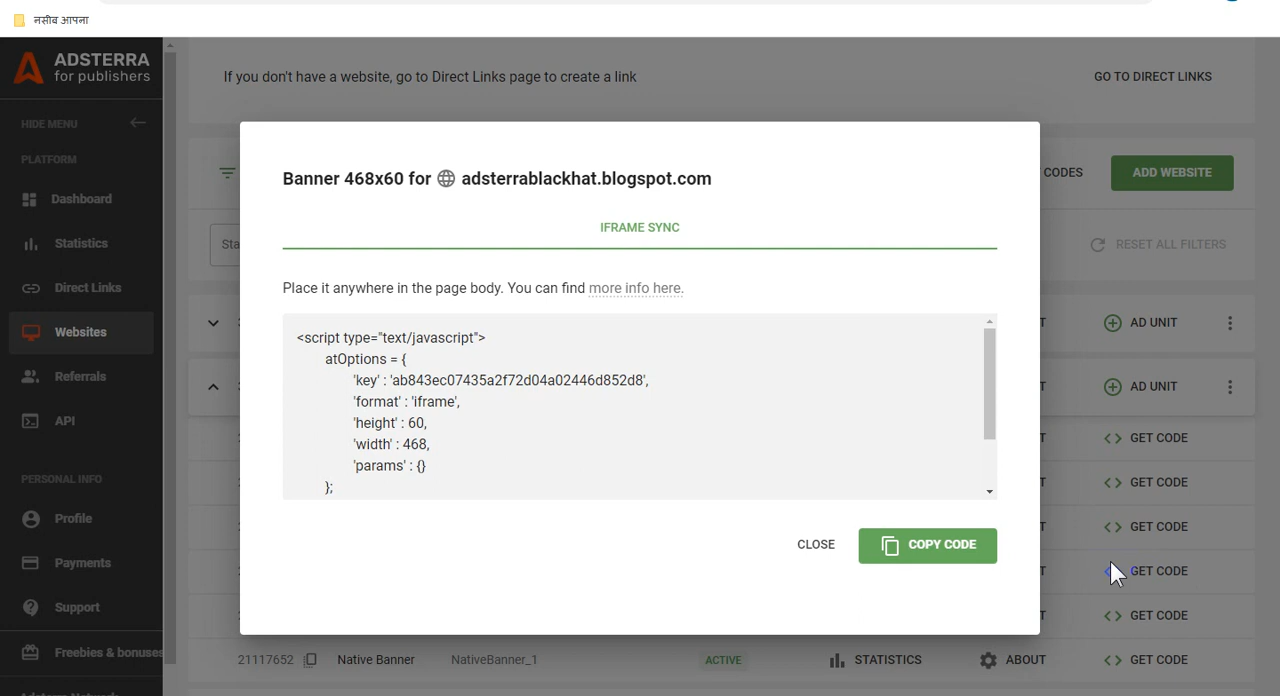 नसीब आपना
ADSTERRA
for publishers
HIDE MENU
PLATFORM
Dashboard
Statistics
Direct Links
Websites
Referrals
API
PERSONAL INFO
Profile
Payments
Support
Freebies & bonuses
If you don't have a website, go to Direct Links page to create a link
GO TO DIRECT LINKS
CODES
ADD WEBSITE
Sta
RESET ALL FILTERS
Banner 468x60 for adsterrablackhat.blogspot.com
IFRAME SYNC
Place it anywhere in the page body. You can find more info here.
<script type="text/javascript">
atOptions = {
'key' : 'ab843ec07435a2f72d04a02446d852d8',
'format' : 'iframe',
'height' : 60,
'width' : 468,
'params' : {}
};
CLOSE
COPY CODE
T AD UNIT
T AD UNIT
T GET CODE
T GET CODE
T GET CODE
T GET CODE
T GET CODE
21117652 Native Banner NativeBanner_1 ACTIVE STATISTICS ABOUT GET CODE